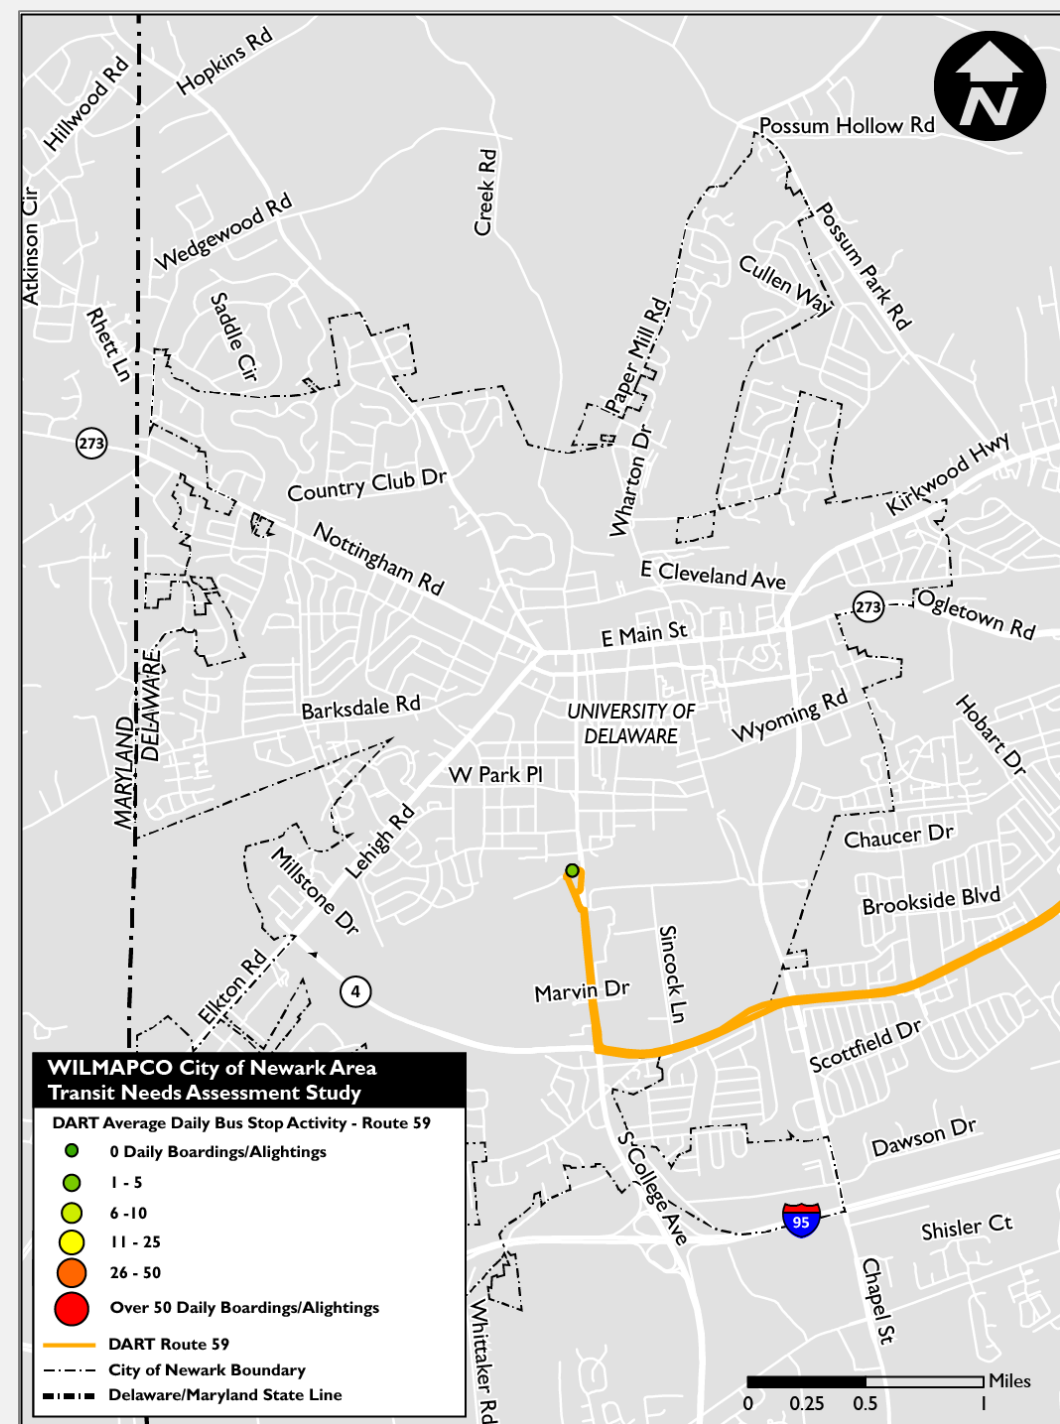 Hopkins Rd
Hillwood Rd
N
Possum Hollow Rd
Creek Rd
Atkinson Cir
Wedgewood Rd
Possum Park Rd
Cullen Way
Saddle Cir
Rhett Ln
Paper Mill Rd
273
Wharton Dr
Kirkwood Hwy
Country Club Dr
Nottingham Rd
E Cleveland Ave
273
Ogletown Rd
E Main St
MARYLAND
DELAWARE
Barksdale Rd
UNIVERSITY OF
DELAWARE
Wyoming Rd
Hobart Dr
W Park Pl
Lehigh Rd
Chaucer Dr
Millstone Dr
Brookside Blvd
Sincock Ln
Elkton Rd
4
Marvin Dr
Scottfield Dr
WILMAPCO City of Newark Area
Transit Needs Assessment Study
DART Average Daily Bus Stop Activity - Route 59
0 Daily Boardings/Alightings
1 - 5
6 -10
11 - 25
26 - 50
Over 50 Daily Boardings/Alightings
DART Route 59
City of Newark Boundary
Delaware/Maryland State Line
S College Ave
Dawson Dr
95
Shisler Ct
Chapel St
Whittaker Rd
Miles
0 0.25 0.5 1